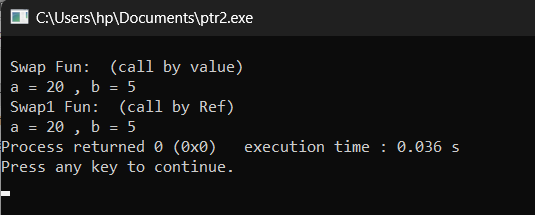 C:\Users\hp\Documents\ptr2.exe
Swap Fun:  (call by value)
a = 20 , b = 5
Swap1 Fun:  (call by Ref)
a = 20 , b = 5
Process returned 0 (0x0)   execution time : 0.036 s
Press any key to continue.